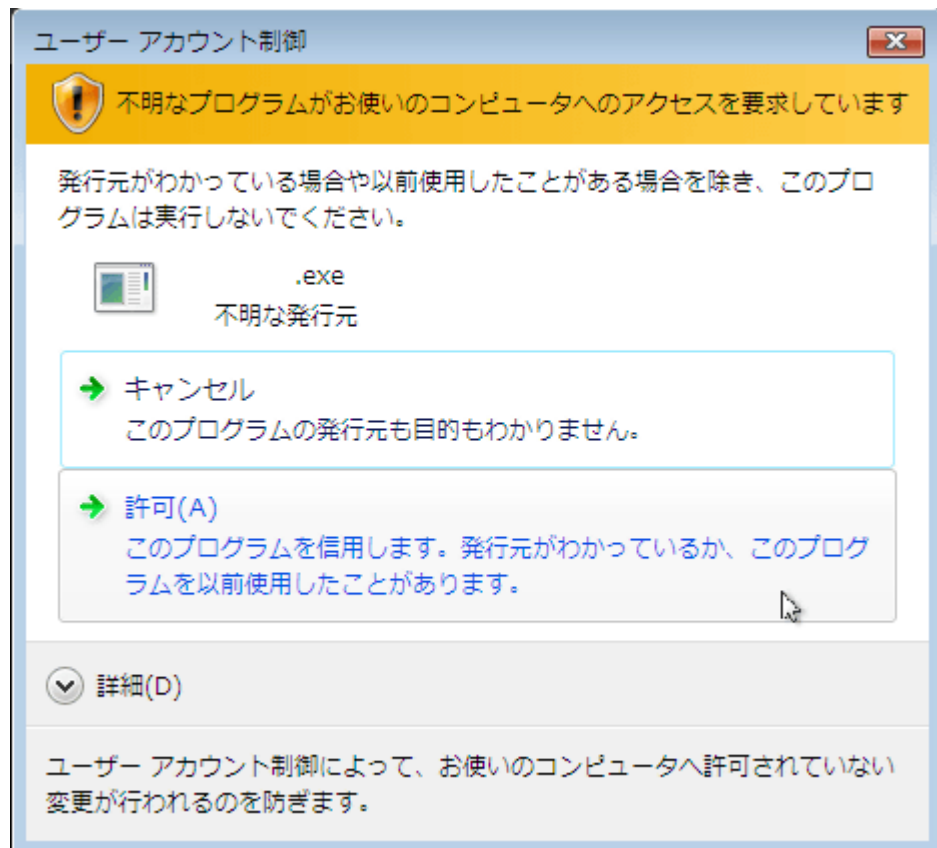 ユーザー アカウント制御
不明なプログラムがお使いのコンピュータへのアクセスを要求しています
発行元がわかっている場合や以前使用したことがある場合を除き、このプロ
グラムは実行しないでください。
.exe
不明な発行元
キャンセル
このプログラムの発行元も目的もわかりません。
許可(A)
このプログラムを信用します。発行元がわかっているか、このプログ
ラムを以前使用したことがあります。
詳細(D)
ユーザー アカウント制御によって、お使いのコンピュータへ許可されていない
変更が行われるのを防ぎます。